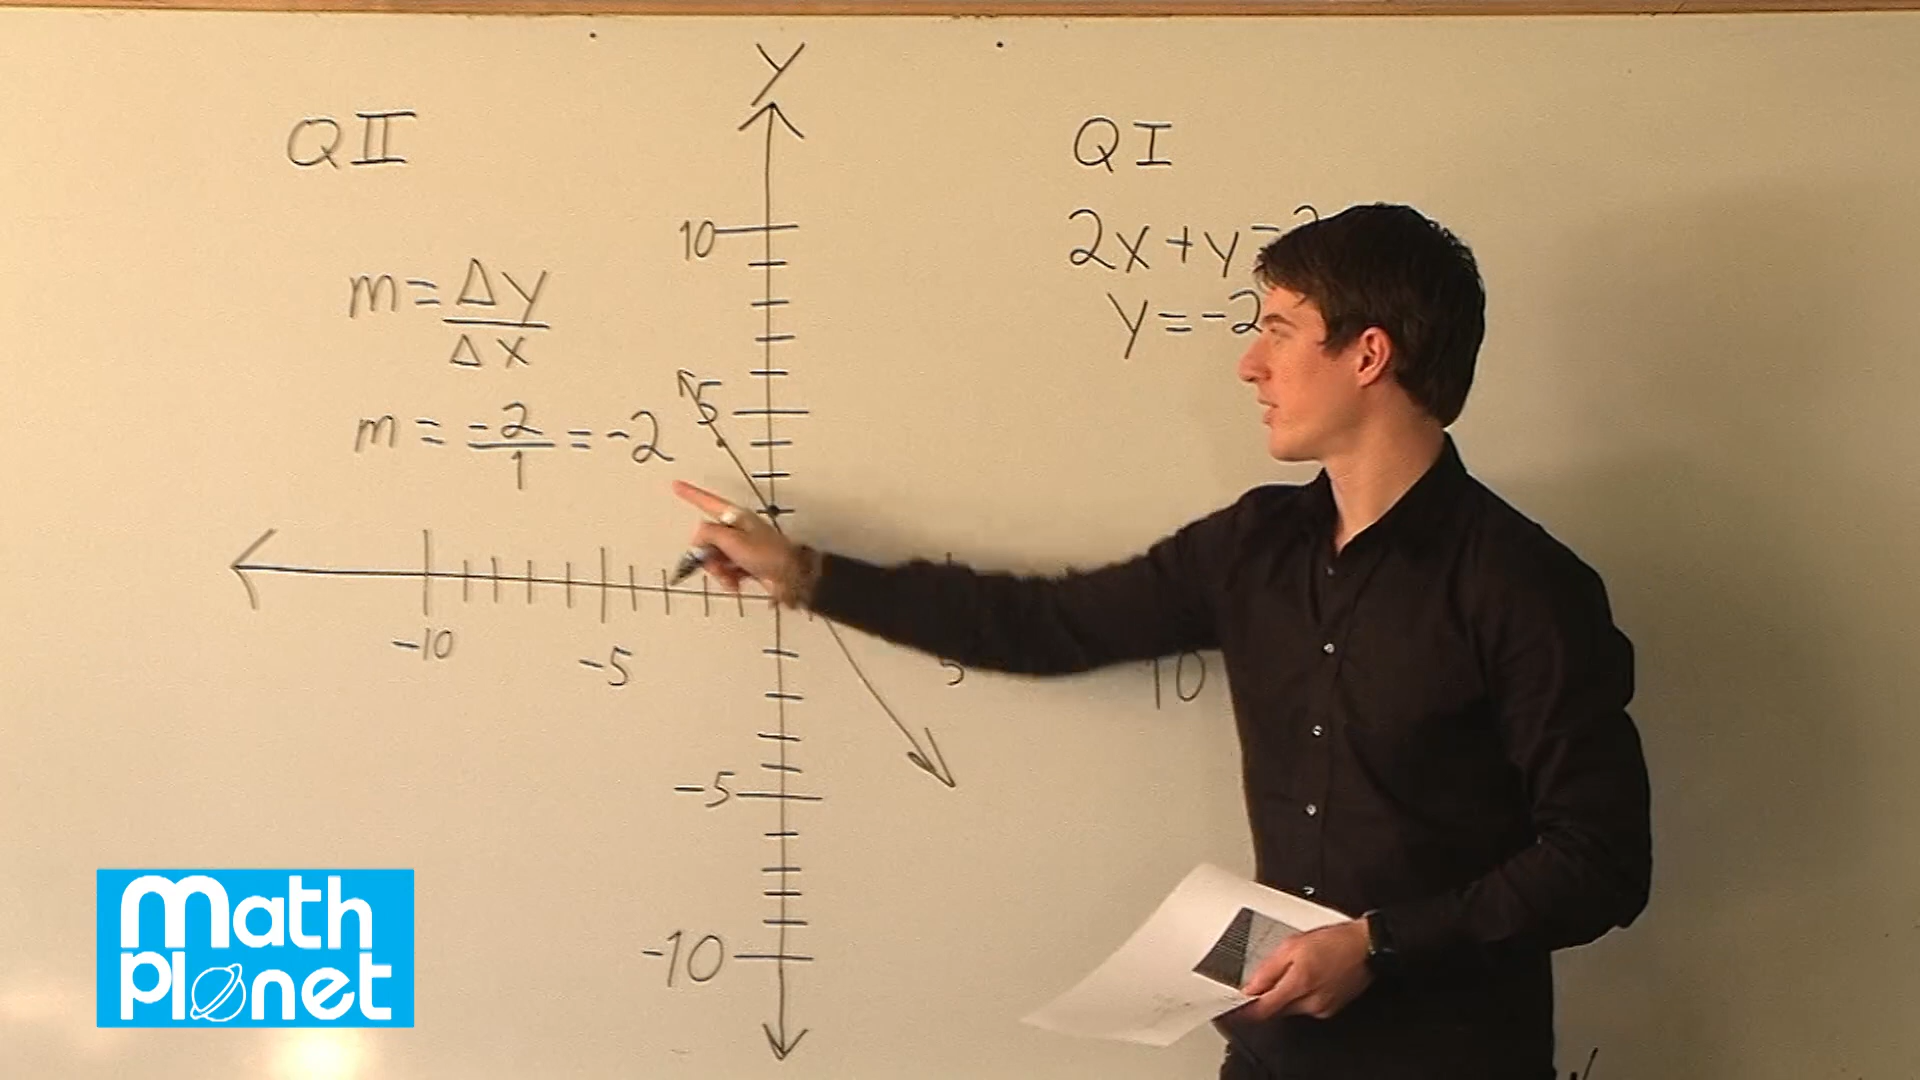 Y
QII
QI
10
2x+y=
m=Δy/Δx
y=-2
5
m=-2/1=-2
-10
-5
5
10
-5
-10
Math
planet